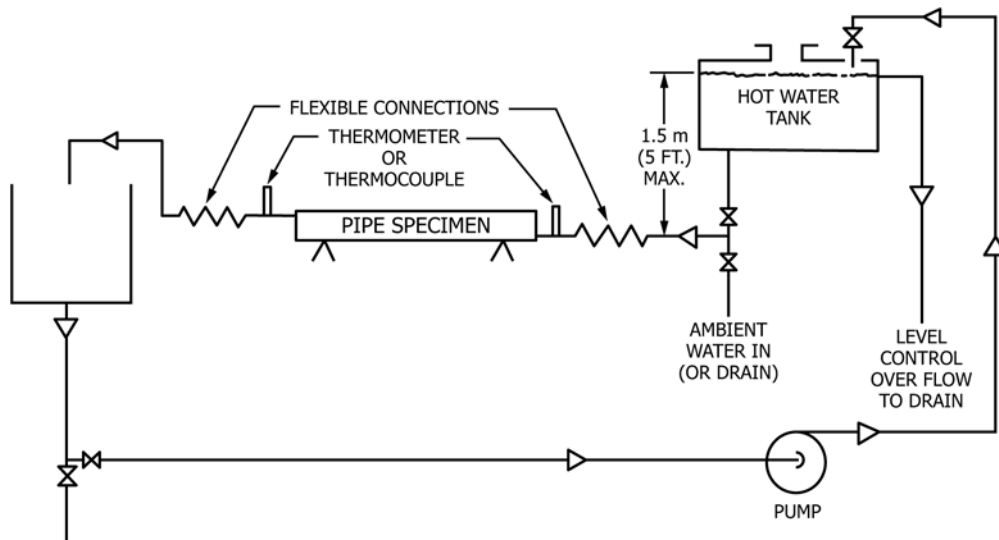 FLEXIBLE CONNECTIONS
THERMOMETER
OR
THERMOCOUPLE
PIPE SPECIMEN
1.5 m
(5 FT.)
MAX.
HOT WATER
TANK
AMBIENT
WATER IN
(OR DRAIN)
LEVEL
CONTROL
OVER FLOW
TO DRAIN
PUMP